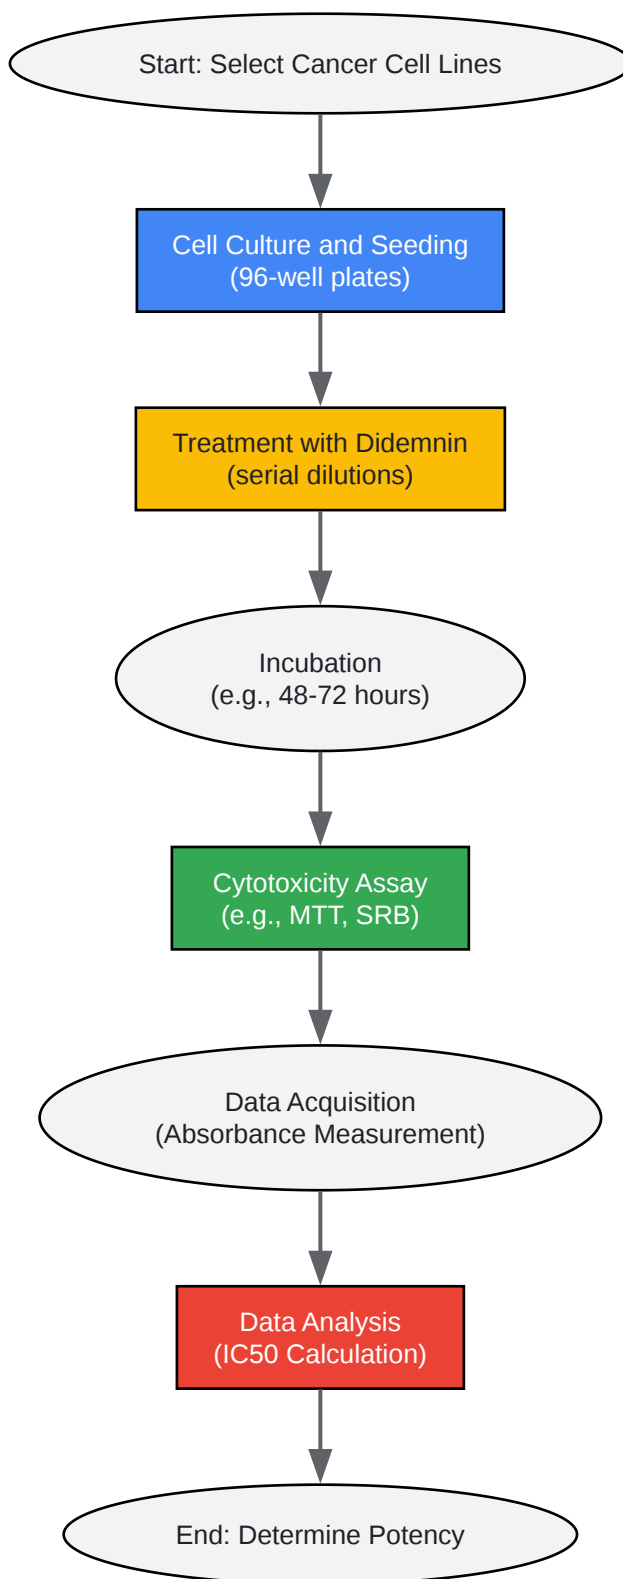 Start: Select Cancer Cell Lines
Cell Culture and Seeding
(96-well plates)
Treatment with Didemnin
(serial dilutions)
Incubation
(e.g., 48-72 hours)
Cytotoxicity Assay
(e.g., MTT, SRB)
Data Acquisition
(Absorbance Measurement)
Data Analysis
(IC50 Calculation)
End: Determine Potency